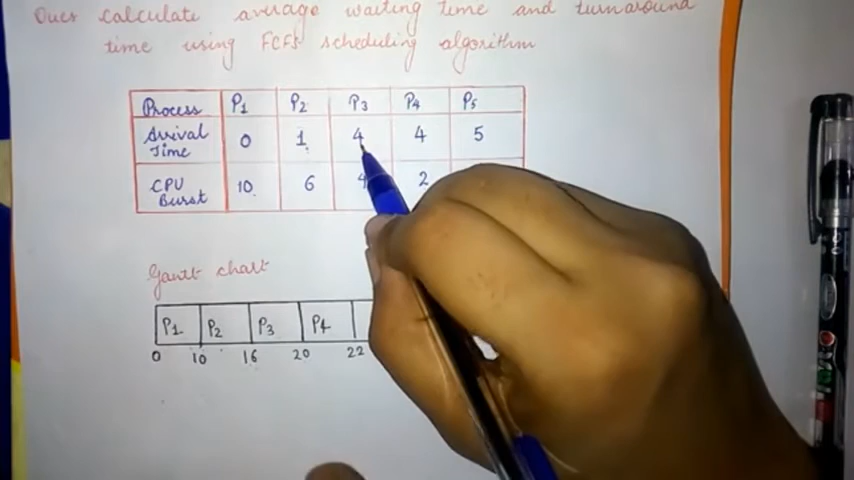 Ques calculate average waiting time and turnaround
time using FCFS scheduling algorithm
Process P1 P2 P3 P4 P5
Arrival Time 0 1 4 4 5
CPU Burst 10 6 4 2
Gantt chart
P1 P2 P3 P4
0 10 16 20 22